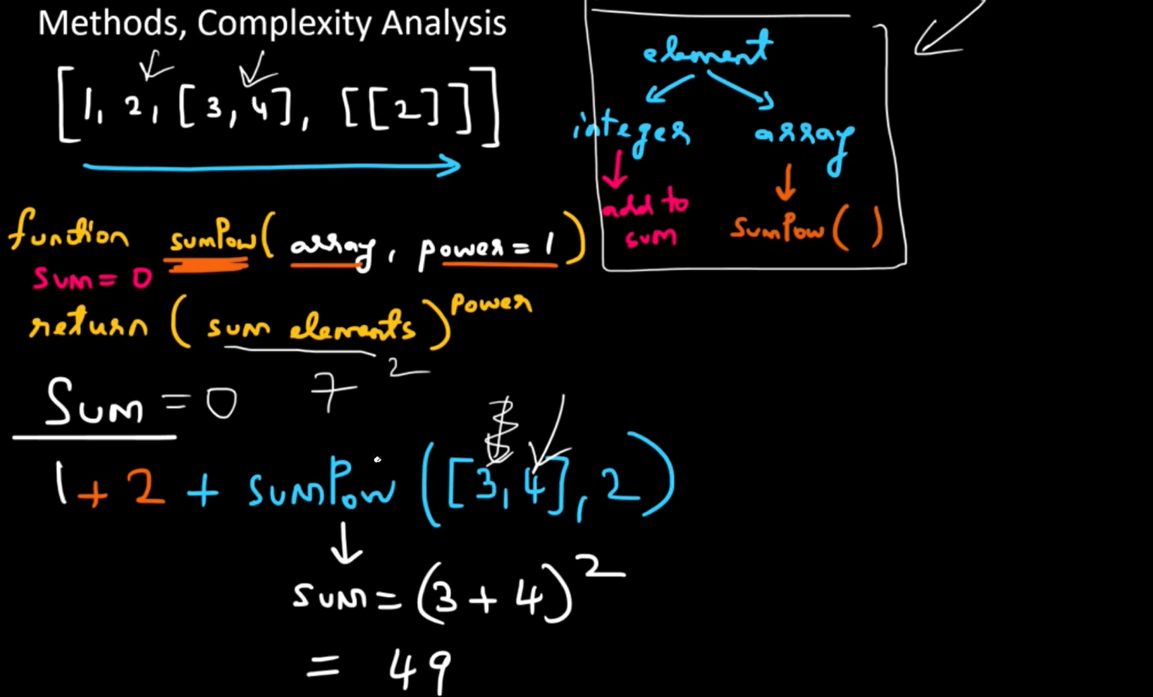 Methods, Complexity Analysis
[1, 2, [3, 4], [[2]]]
element
integer array
add to sum
sumPow ( )
function sumPow( array, power = 1 )
sum = 0
return ( sum elements )^Power
Sum = 0 7 ^2
1 + 2 + sumPow ( [3, 4], 2 )
sum = (3 + 4)^2
= 49